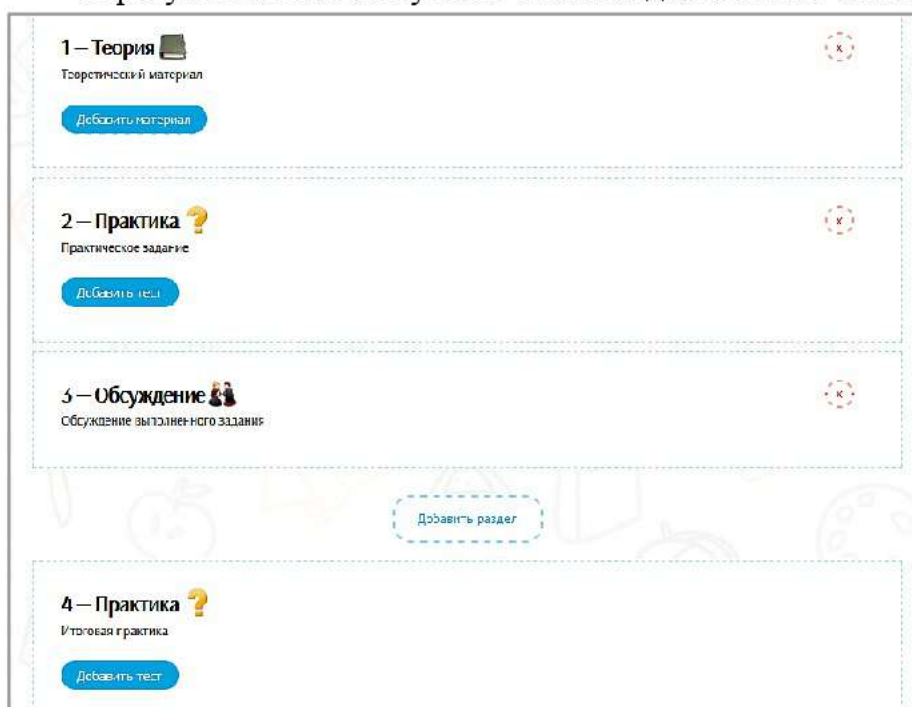 1 – Теория
Теоретический материал
Добавить материал
2 – Практика
Практическое задание
Добавить тест
3 – Обсуждение
Обсуждение выполненного задания
Добавить раздел
4 – Практика
Итоговая практика
Добавить тест